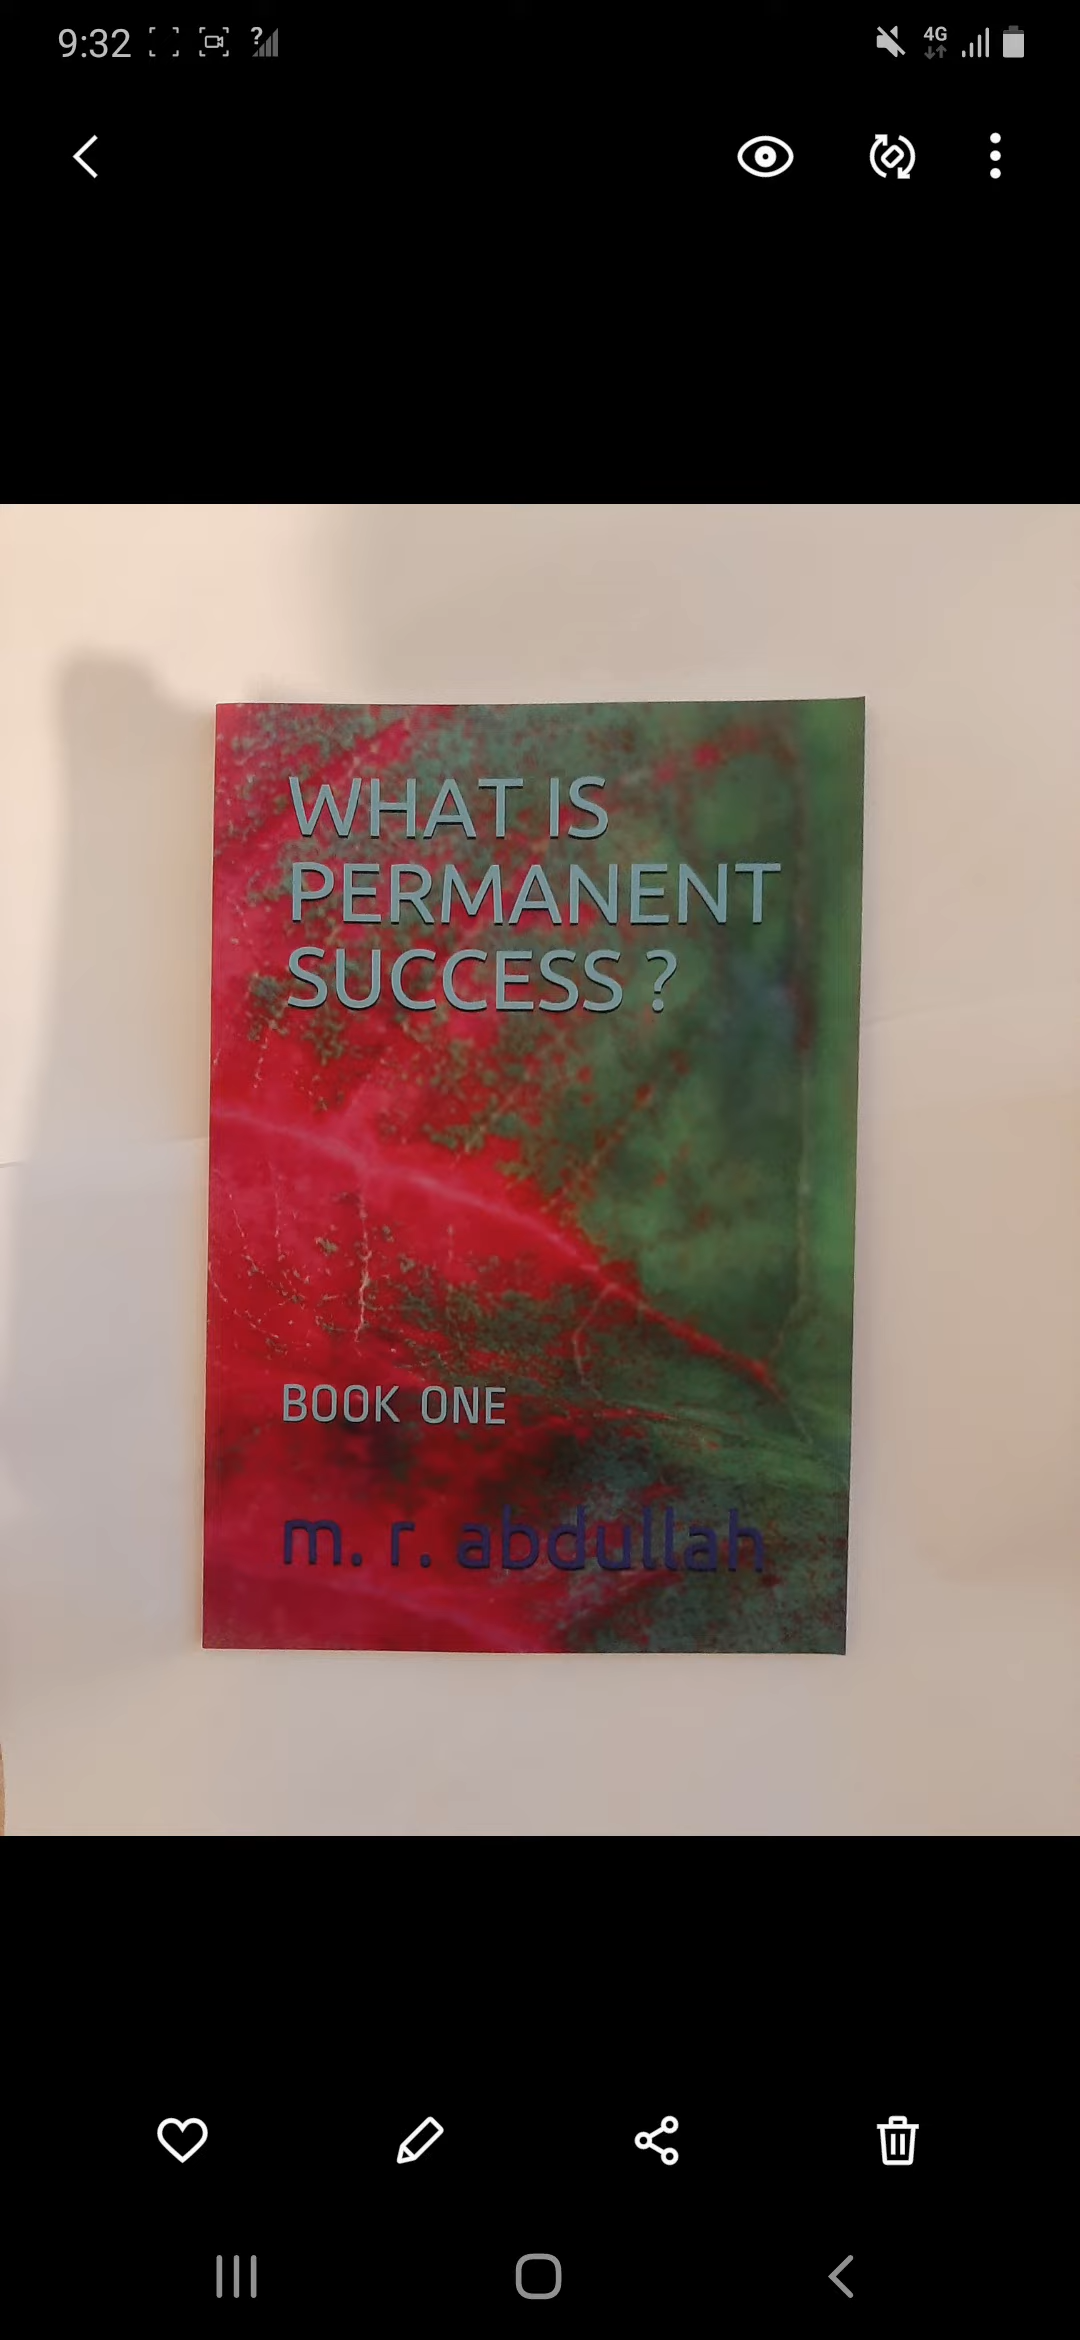 9:32
?
4G
WHAT IS
PERMANENT
SUCCESS ?
BOOK ONE
m. r. abdullah